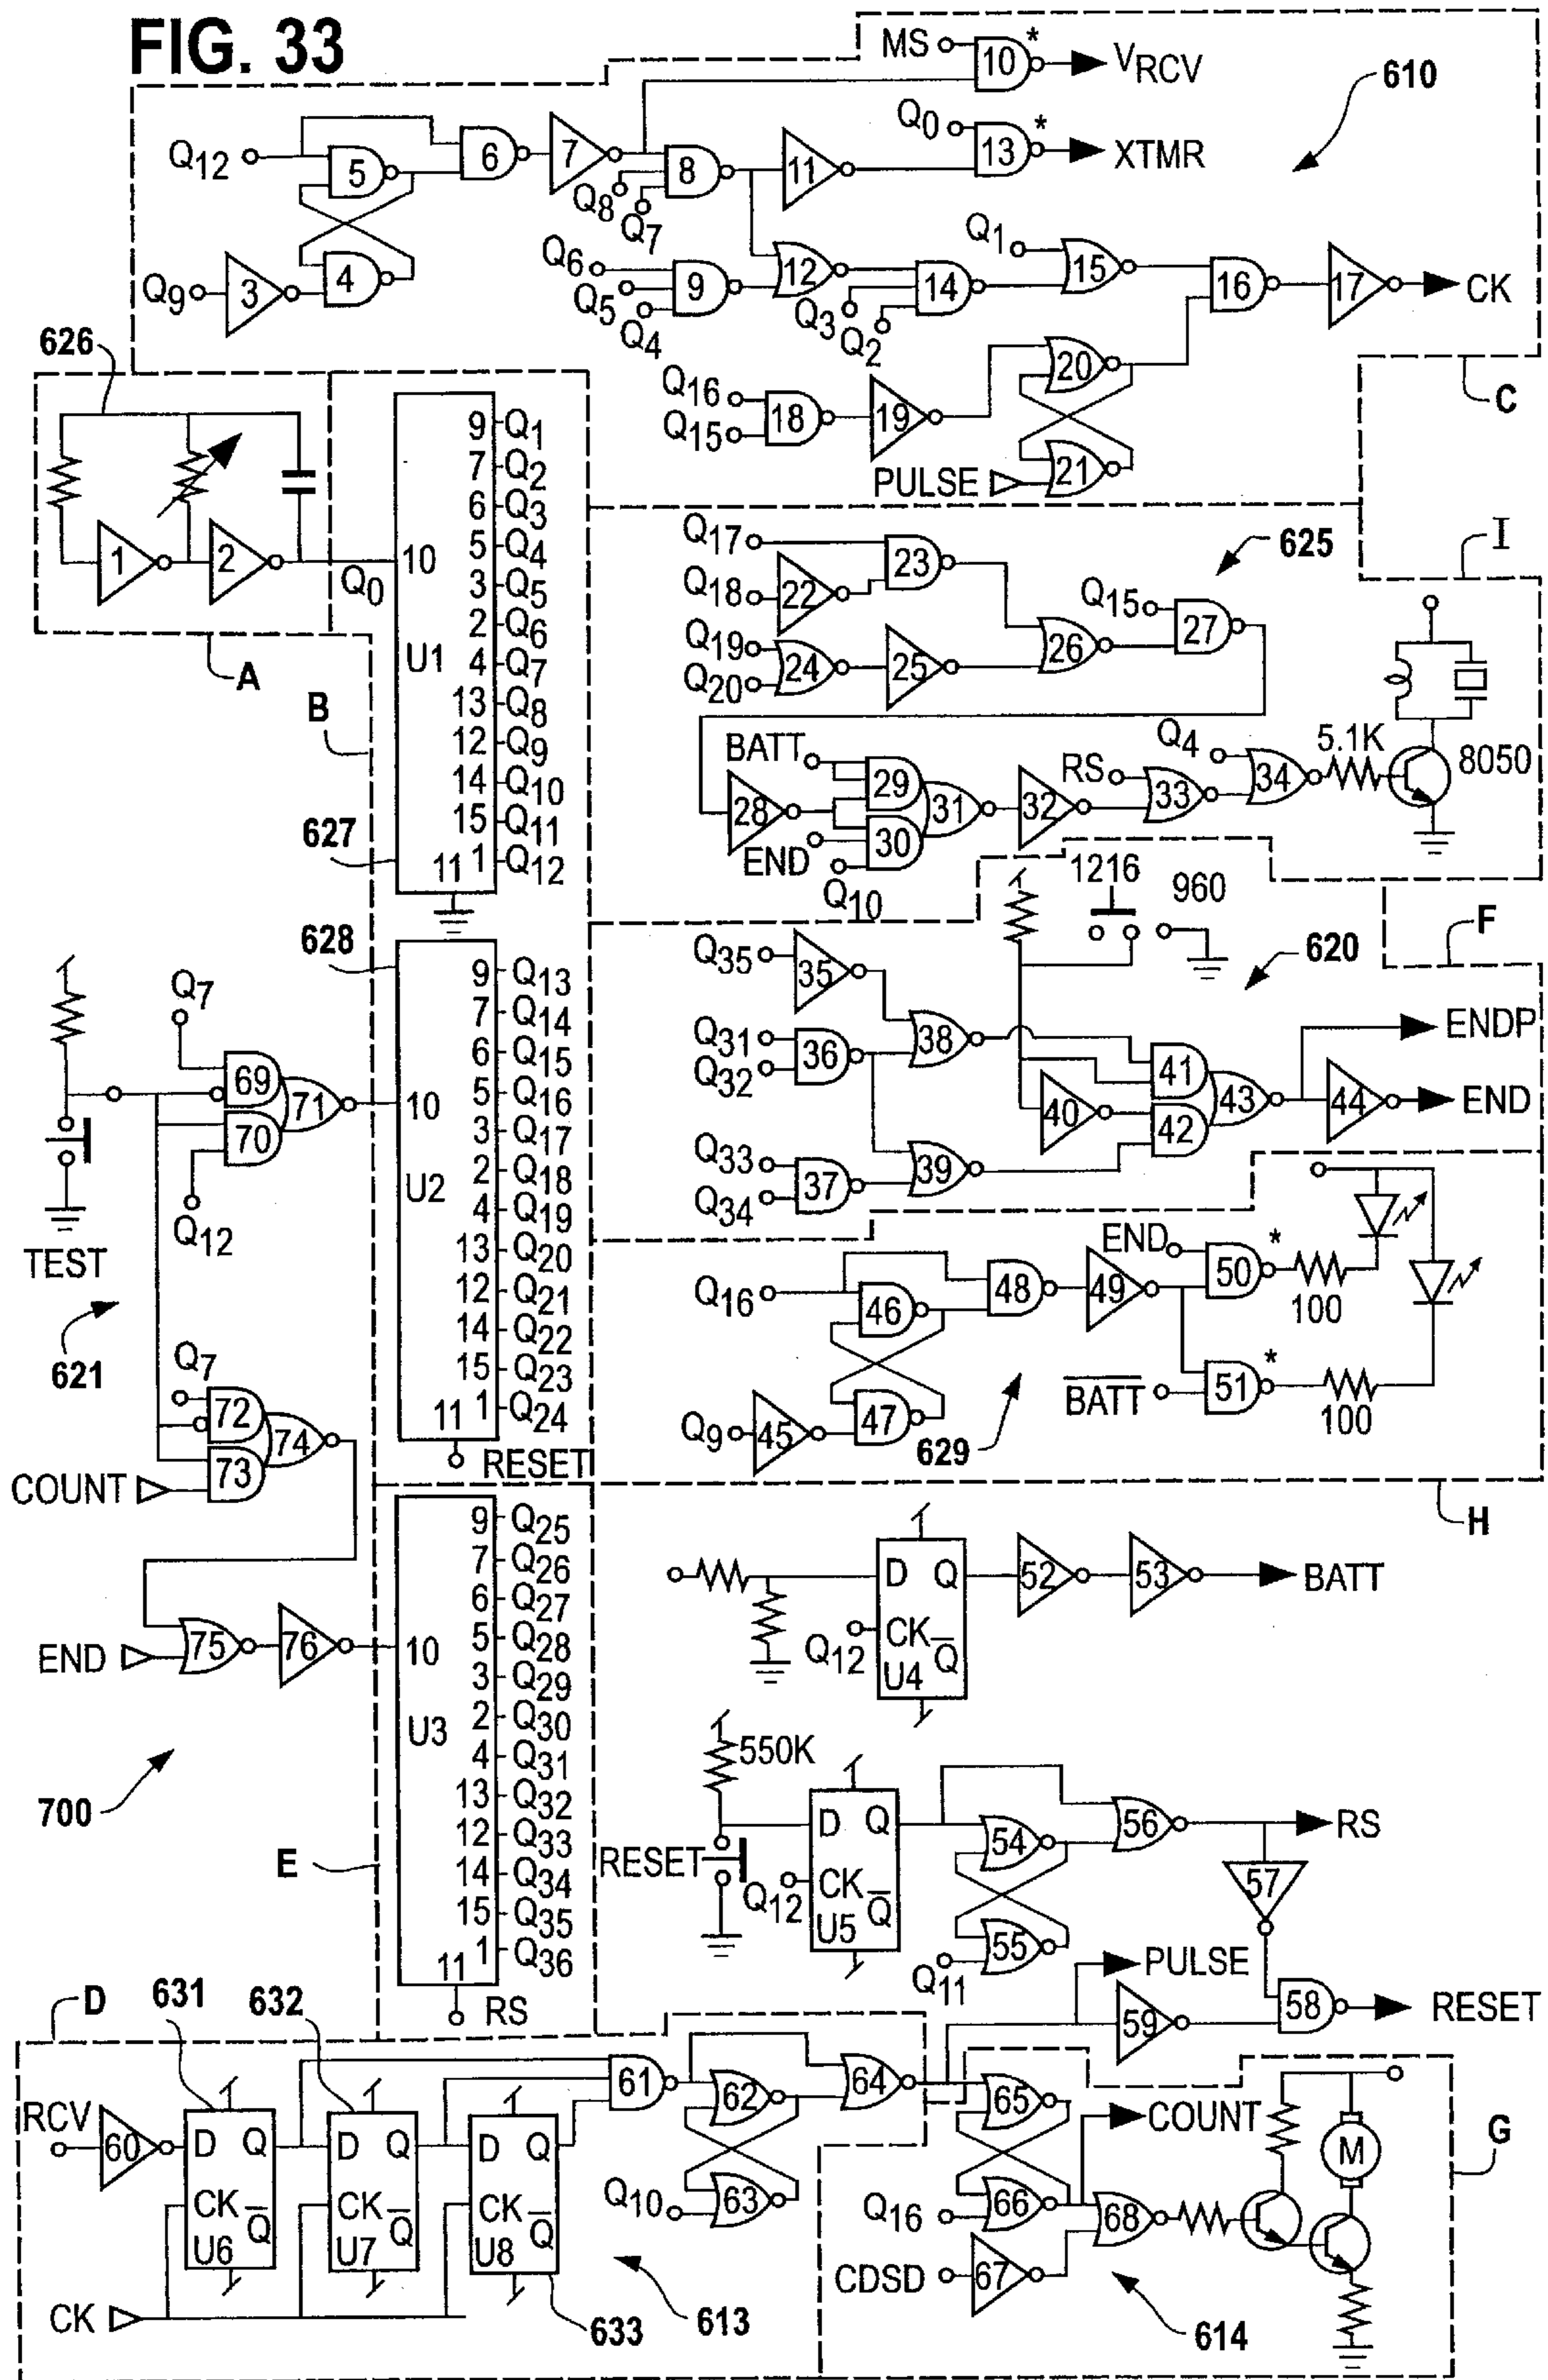 FIG. 33
MS
10
*
V_RCV
610
Q0
13
*
XTMR
Q12
5
6
7
8
11
Q8
Q7
Q9
3
4
Q6
Q5
Q4
9
12
Q3
Q2
14
Q1
15
16
17
CK
626
Q16
Q15
18
19
20
21
PULSE
C
1
2
Q0
A
10
U1
9 Q1
7 Q2
6 Q3
5 Q4
3 Q5
2 Q6
4 Q7
13 Q8
12 Q9
14 Q10
15 Q11
11 1 Q12
B
627
Q17
Q18
22
23
625
I
Q19
Q20
24
25
26
Q15
27
BATT
28
29
30
31
END
Q10
32
RS
33
Q4
34
5.1K
8050
628
10
U2
9 Q13
7 Q14
6 Q15
5 Q16
3 Q17
2 Q18
4 Q19
13 Q20
12 Q21
14 Q22
15 Q23
11 1 Q24
RESET
Q7
69
70
71
Q12
TEST
621
Q7
72
73
74
COUNT
1216
960
F
620
Q35
35
Q31
Q32
36
38
Q33
Q34
37
39
40
41
42
43
ENDP
44
END
Q16
46
48
49
END
50
*
100
Q9
45
47
629
B̅A̅T̅T̅
51
*
100
H
END
75
76
700
10
U3
9 Q25
7 Q26
6 Q27
5 Q28
3 Q29
2 Q30
4 Q31
13 Q32
12 Q33
14 Q34
15 Q35
11 1 Q36
RS
E
D Q
CK Q̅
U4
Q12
52
53
BATT
550K
RESET
Q12
D Q
CK Q̅
U5
54
55
Q11
56
RS
57
PULSE
59
58
RESET
D
631
632
RCV
60
D Q
CK Q̅
U6
D Q
CK Q̅
U7
D Q
CK Q̅
U8
CK
633
613
61
62
63
Q10
64
65
66
Q16
COUNT
67
CDSD
68
M
G
614